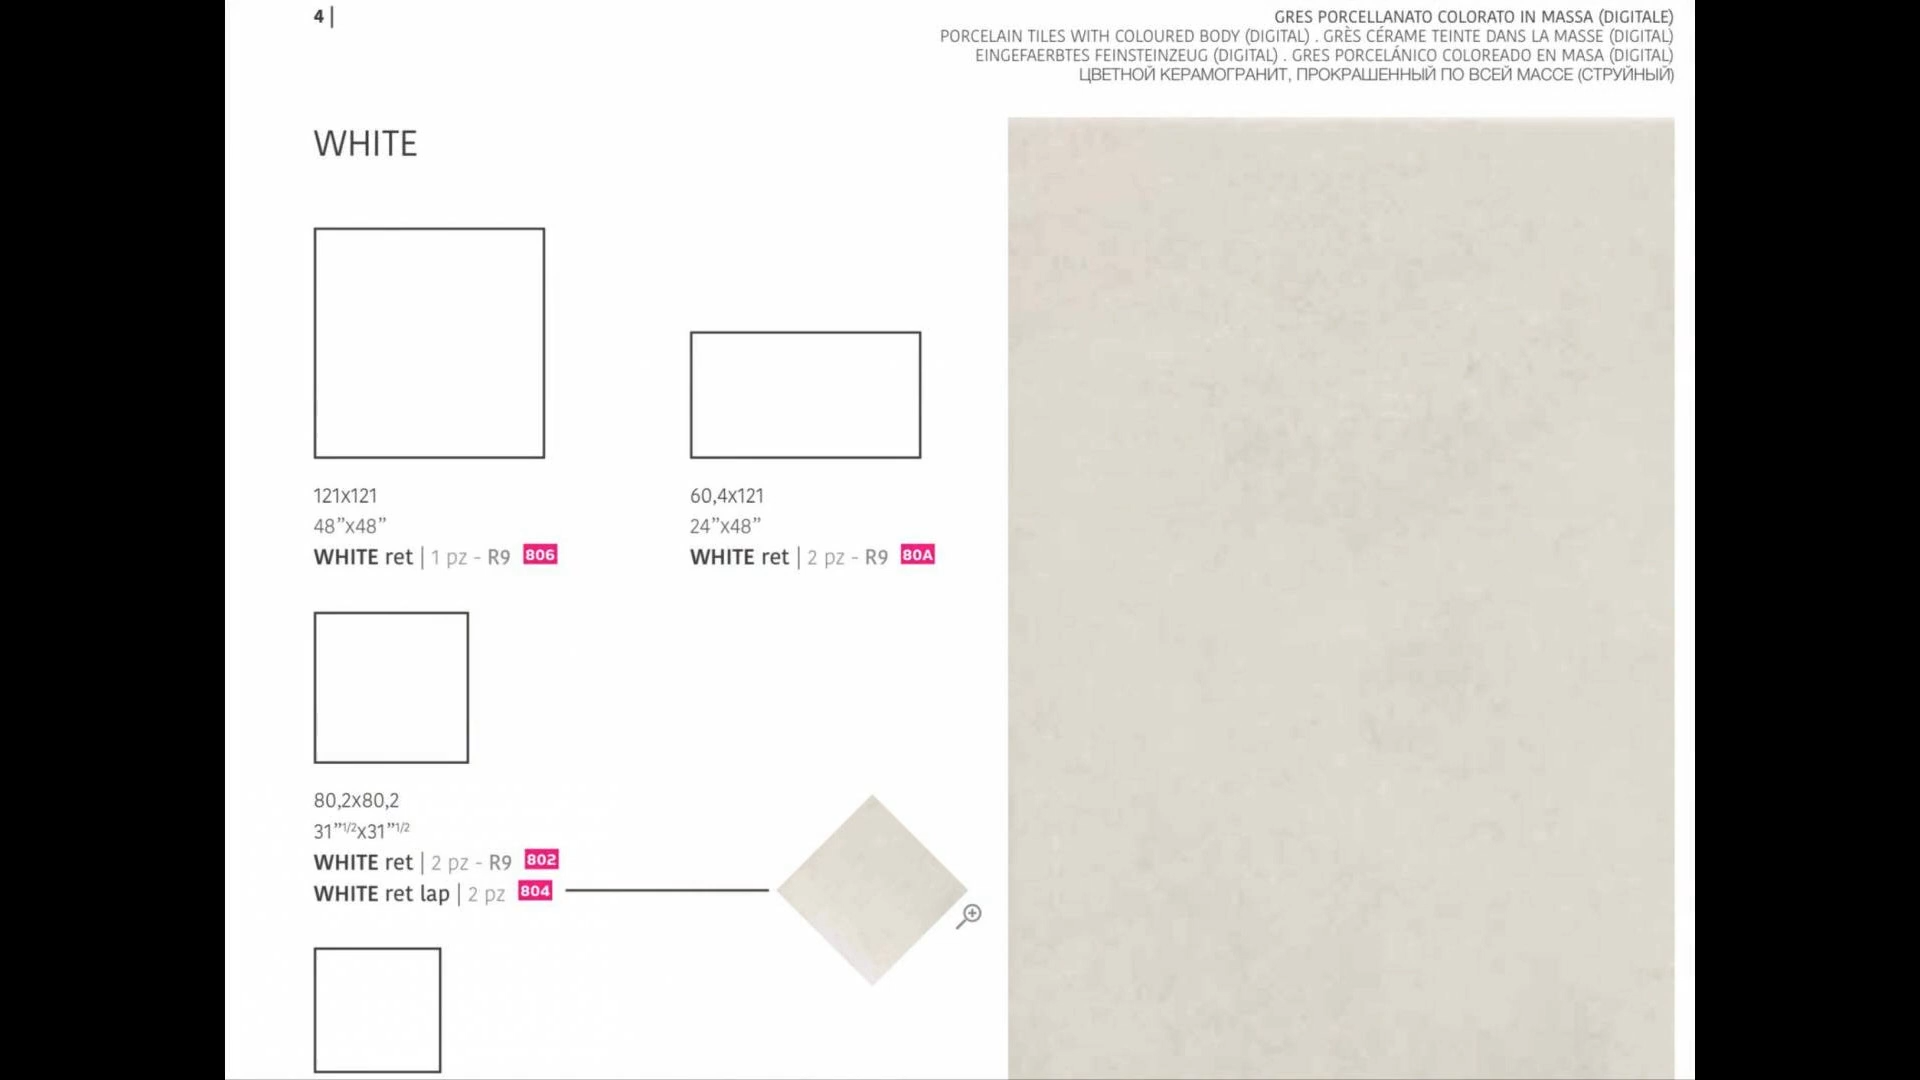 4 |
GRES PORCELLANATO COLORATO IN MASSA (DIGITALE)
PORCELAIN TILES WITH COLOURED BODY (DIGITAL) . GRÈS CÉRAME TEINTE DANS LA MASSE (DIGITAL)
EINGEFAERBTES FEINSTEINZEUG (DIGITAL) . GRES PORCELÁNICO COLOREADO EN MASA (DIGITAL)
ЦВЕТНОЙ КЕРАМОГРАНИТ, ПРОКРАШЕННЫЙ ПО ВСЕЙ МАССЕ (СТРУЙНЫЙ)
WHITE
121x121
48”x48”
WHITE ret | 1 pz - R9 806
60,4x121
24”x48”
WHITE ret | 2 pz - R9 80A
80,2x80,2
31”1/2x31”1/2
WHITE ret | 2 pz - R9 802
WHITE ret lap | 2 pz 804